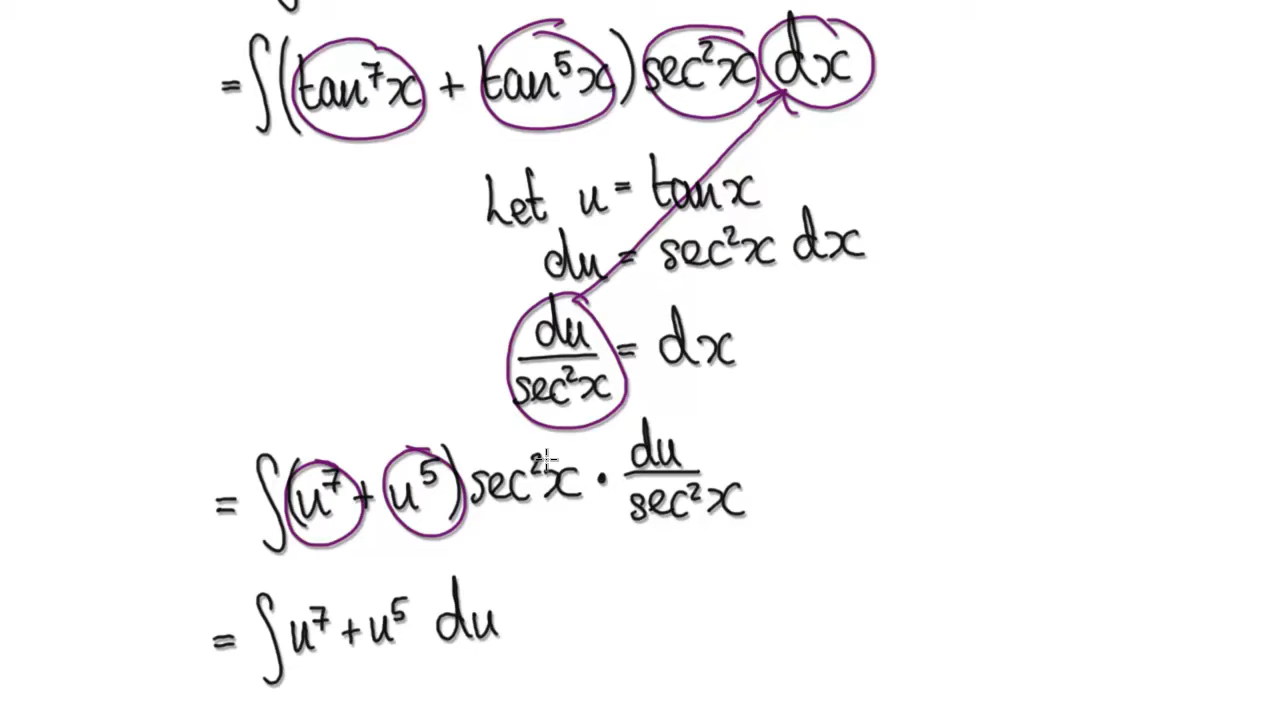 = ∫(tan⁷x + tan⁵x) sec²x dx
Let u = tanx
du = sec²x dx
du/sec²x = dx
= ∫(u⁷ + u⁵) sec²x · du/sec²x
= ∫u⁷ + u⁵ du